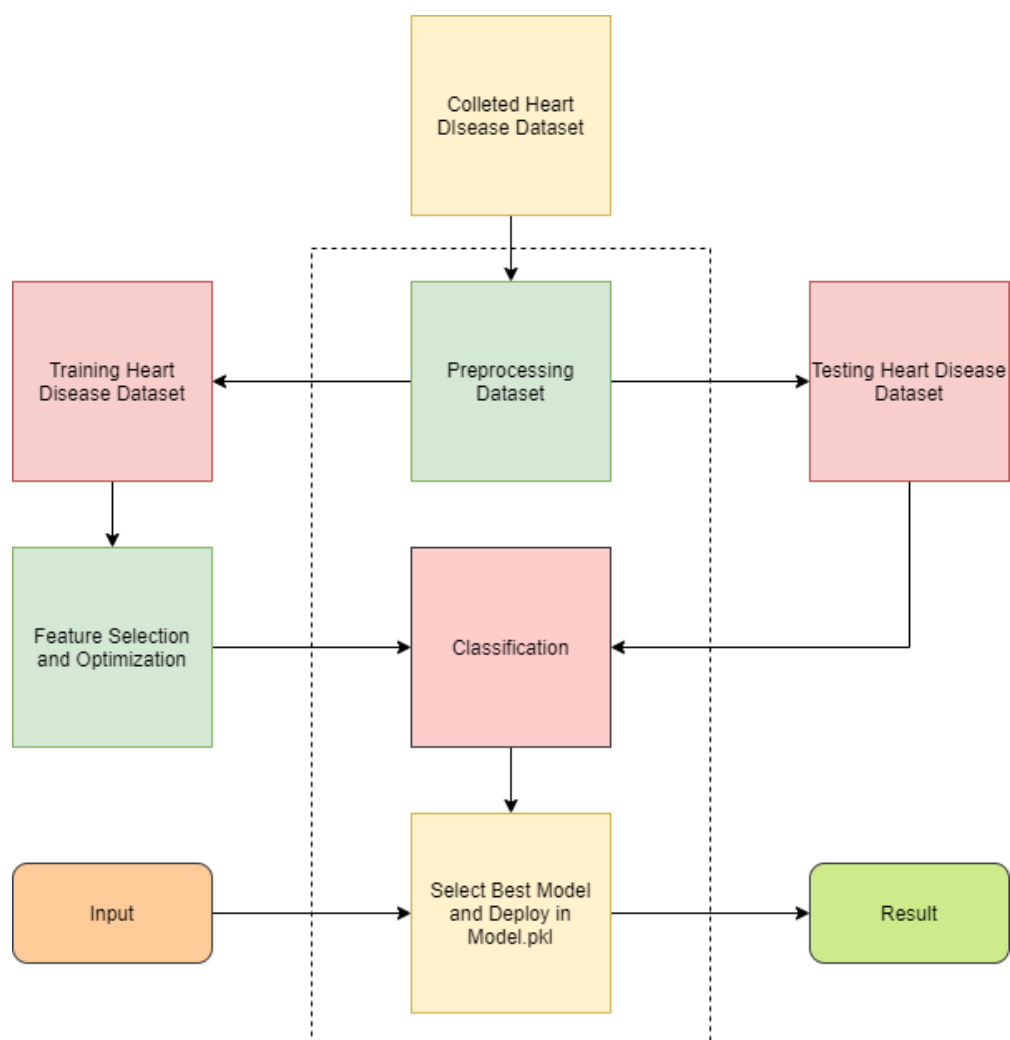 Colleted Heart
DIsease Dataset
Training Heart
Disease Dataset
Preprocessing
Dataset
Testing Heart Disease
Dataset
Feature Selection
and Optimization
Classification
Input
Select Best Model
and Deploy in
Model.pkl
Result